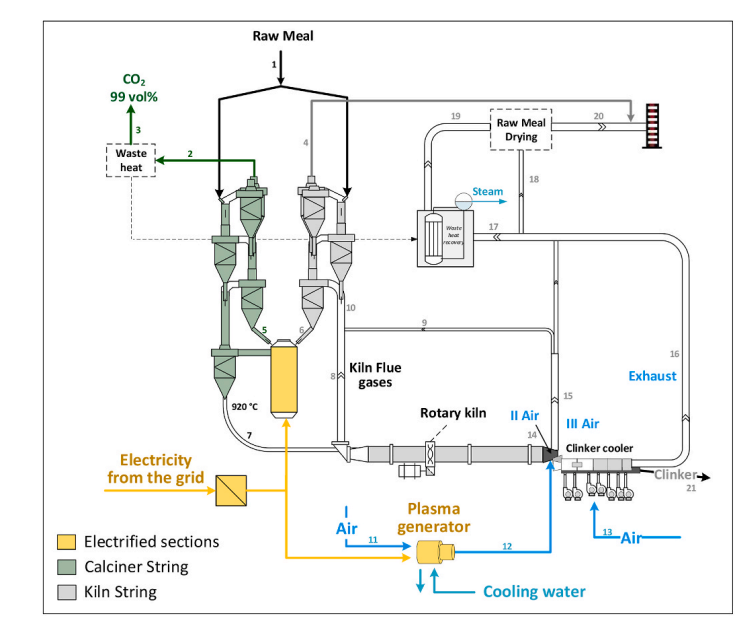 Raw Meal
1
CO2
99 vol%
3
Waste
heat
2
4
19
Raw Meal
Drying
20
18
Steam
Waste
heat
recovery
17
5
6
10
9
8
Kiln Flue
gases
16
Exhaust
15
920 °C
7
Rotary kiln
II Air
III Air
14
Clinker cooler
Clinker
21
Electricity
from the grid
I
Air
11
Plasma
generator
12
13
Air
Cooling water
Electrified sections
Calciner String
Kiln String